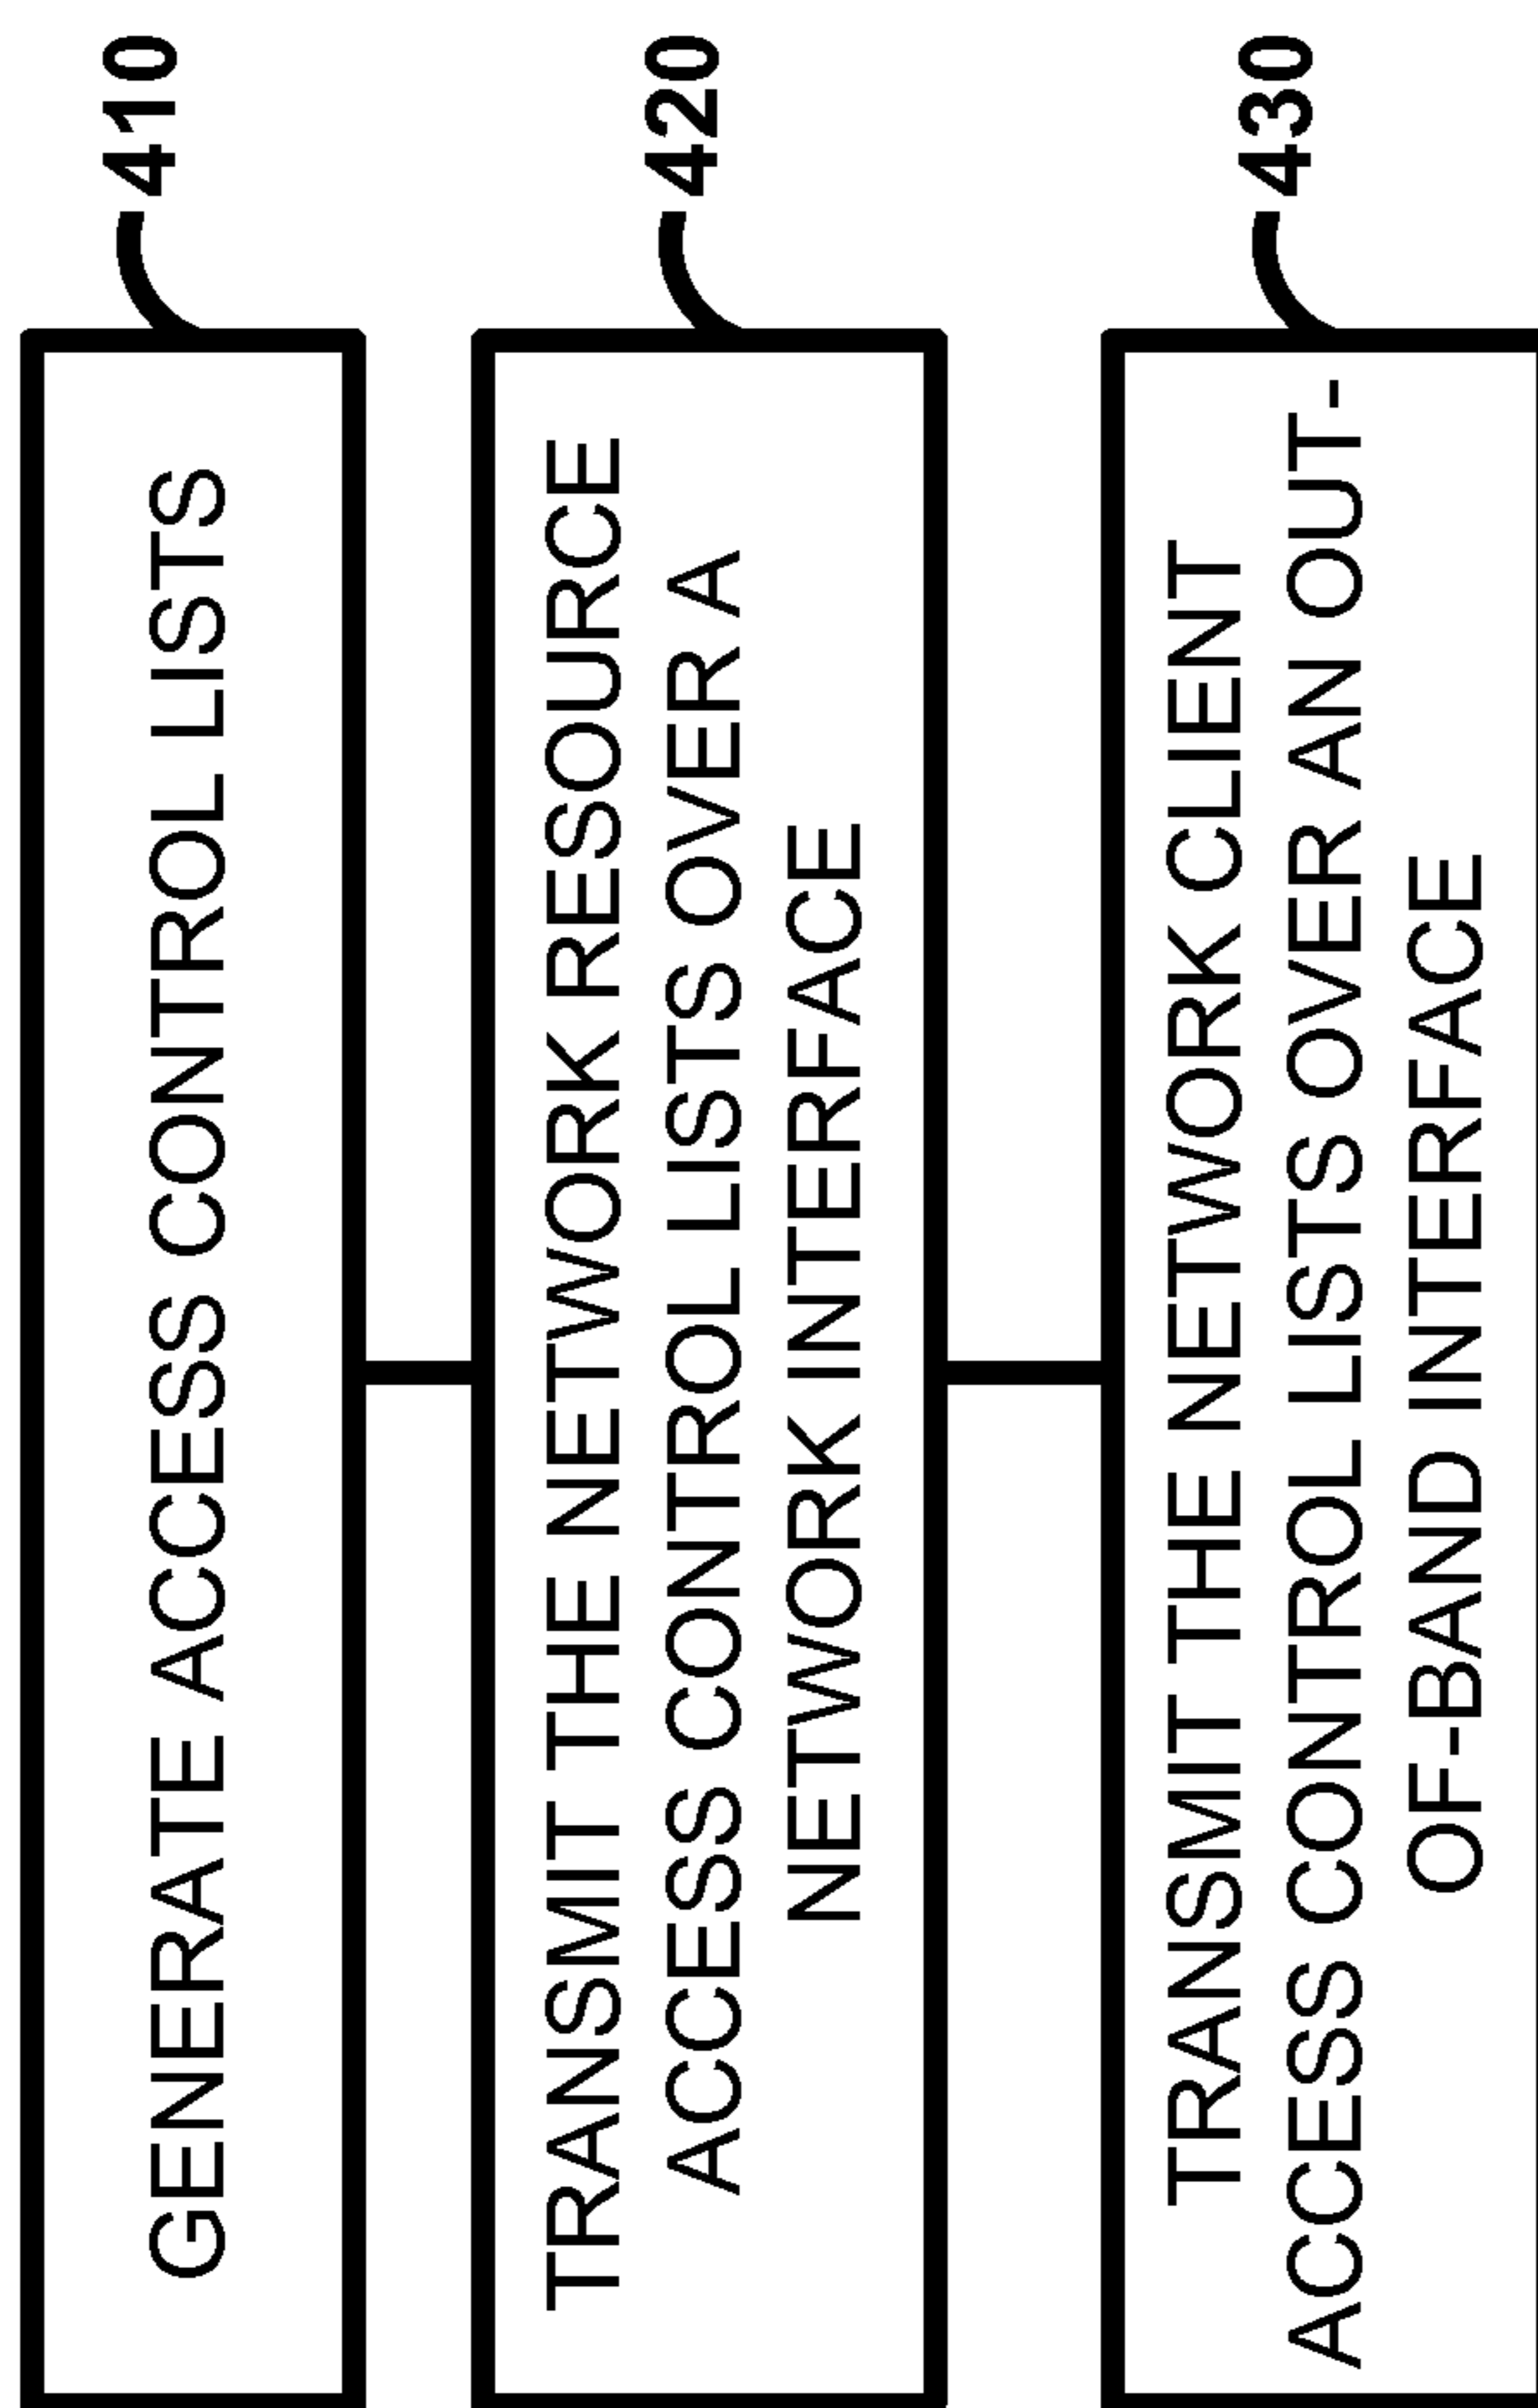 GENERATE ACCESS CONTROL LISTS
410
TRANSMIT THE NETWORK RESOURCE
ACCESS CONTROL LISTS OVER A
NETWORK INTERFACE
420
TRANSMIT THE NETWORK CLIENT
ACCESS CONTROL LISTS OVER AN OUT-
OF-BAND INTERFACE
430